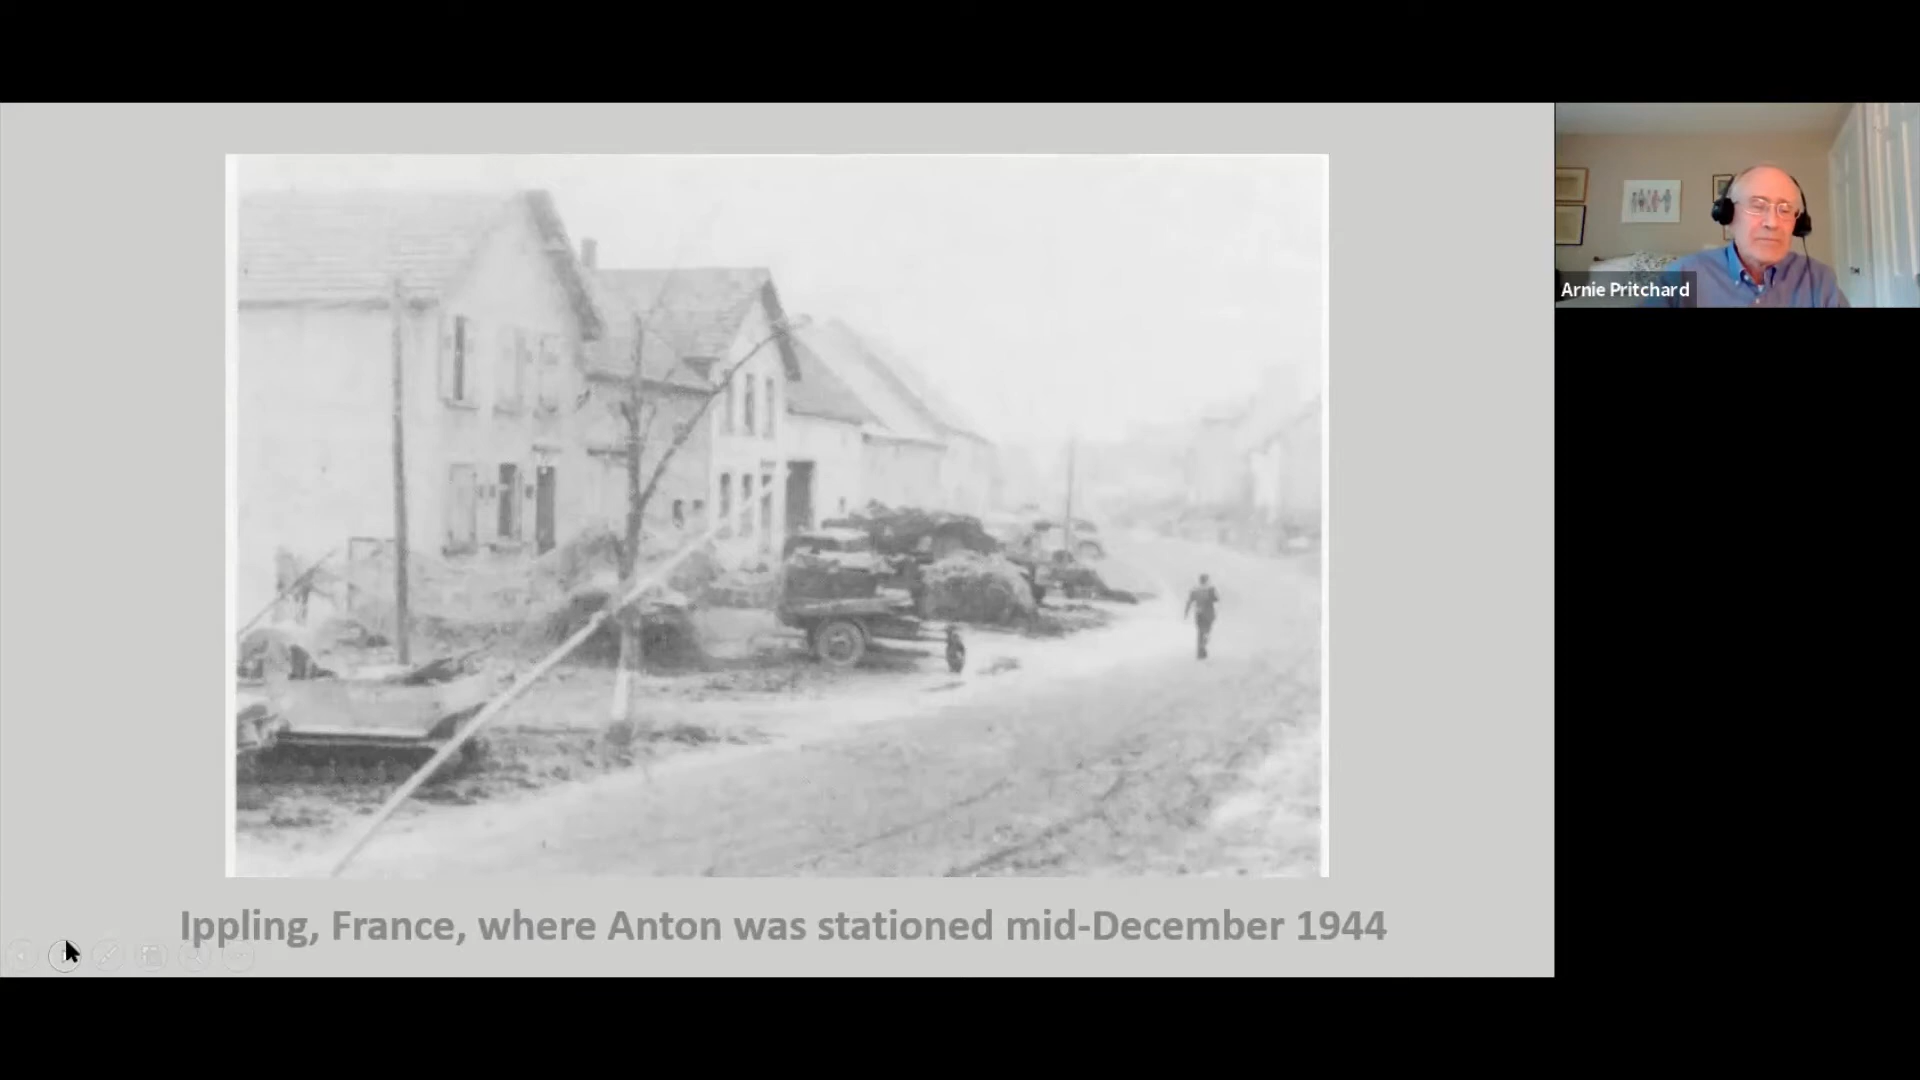 Arnie Pritchard
Ippling, France, where Anton was stationed mid-December 1944